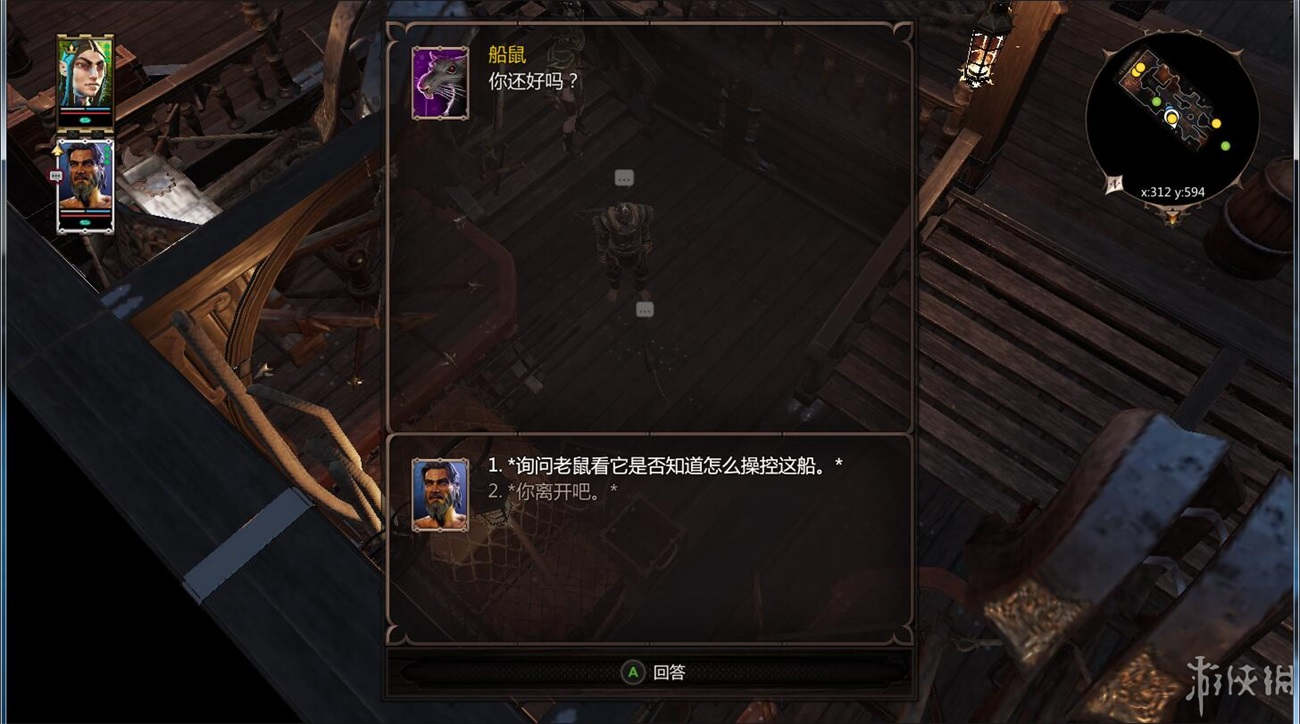 船鼠
你还好吗？
x:312 y:594
1. *询问老鼠看它是否知道怎么操控这船。*
2. *你离开吧。*
A 回答
游侠網